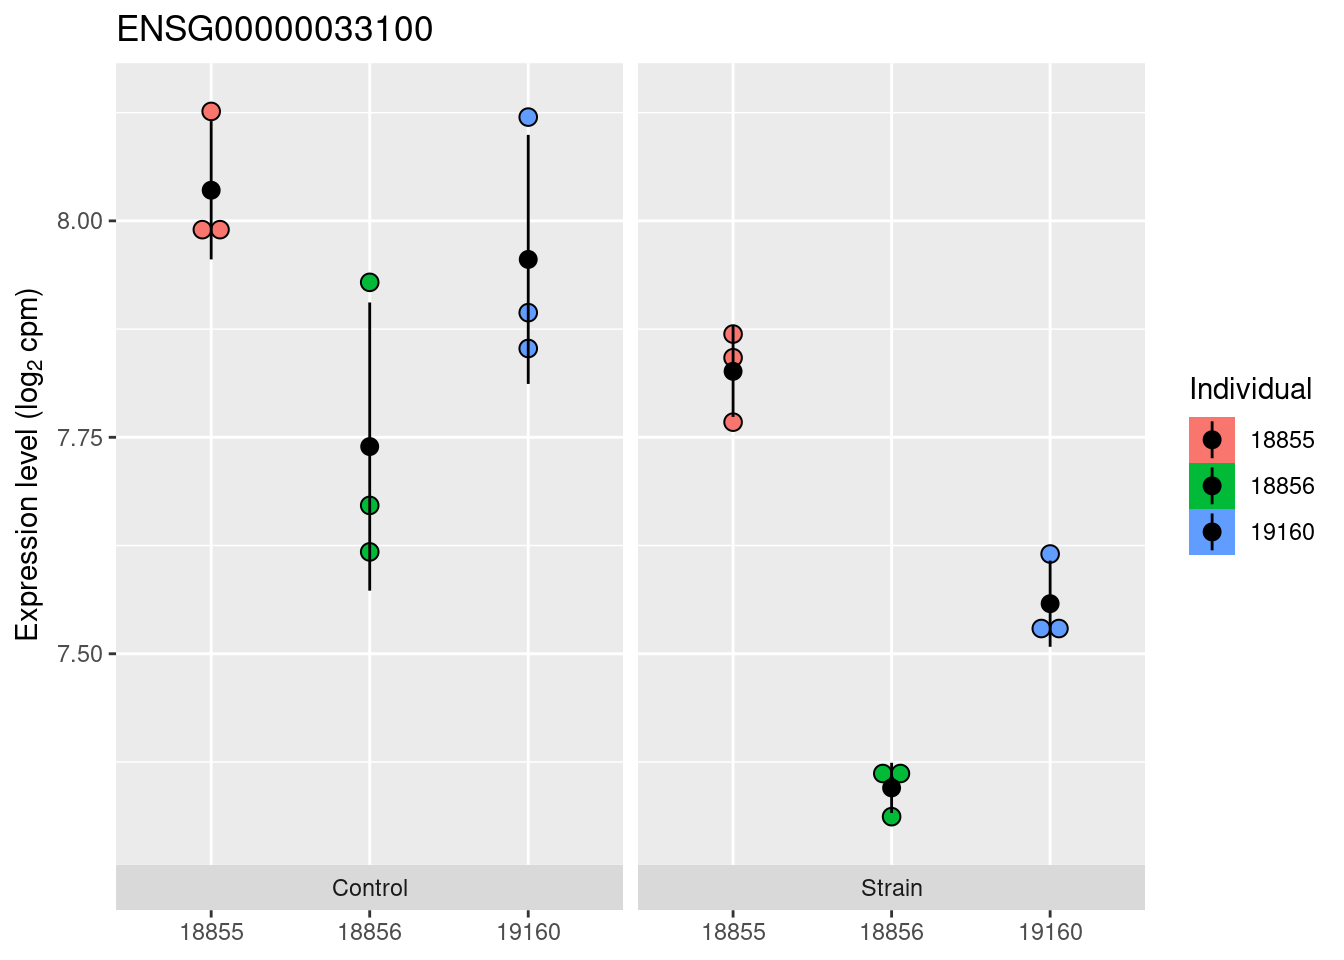 ENSG00000033100
Expression level (log₂ cpm)
8.00
7.75
7.50
Control
Strain
18855
18856
19160
18855
18856
19160
Individual
18855
18856
19160